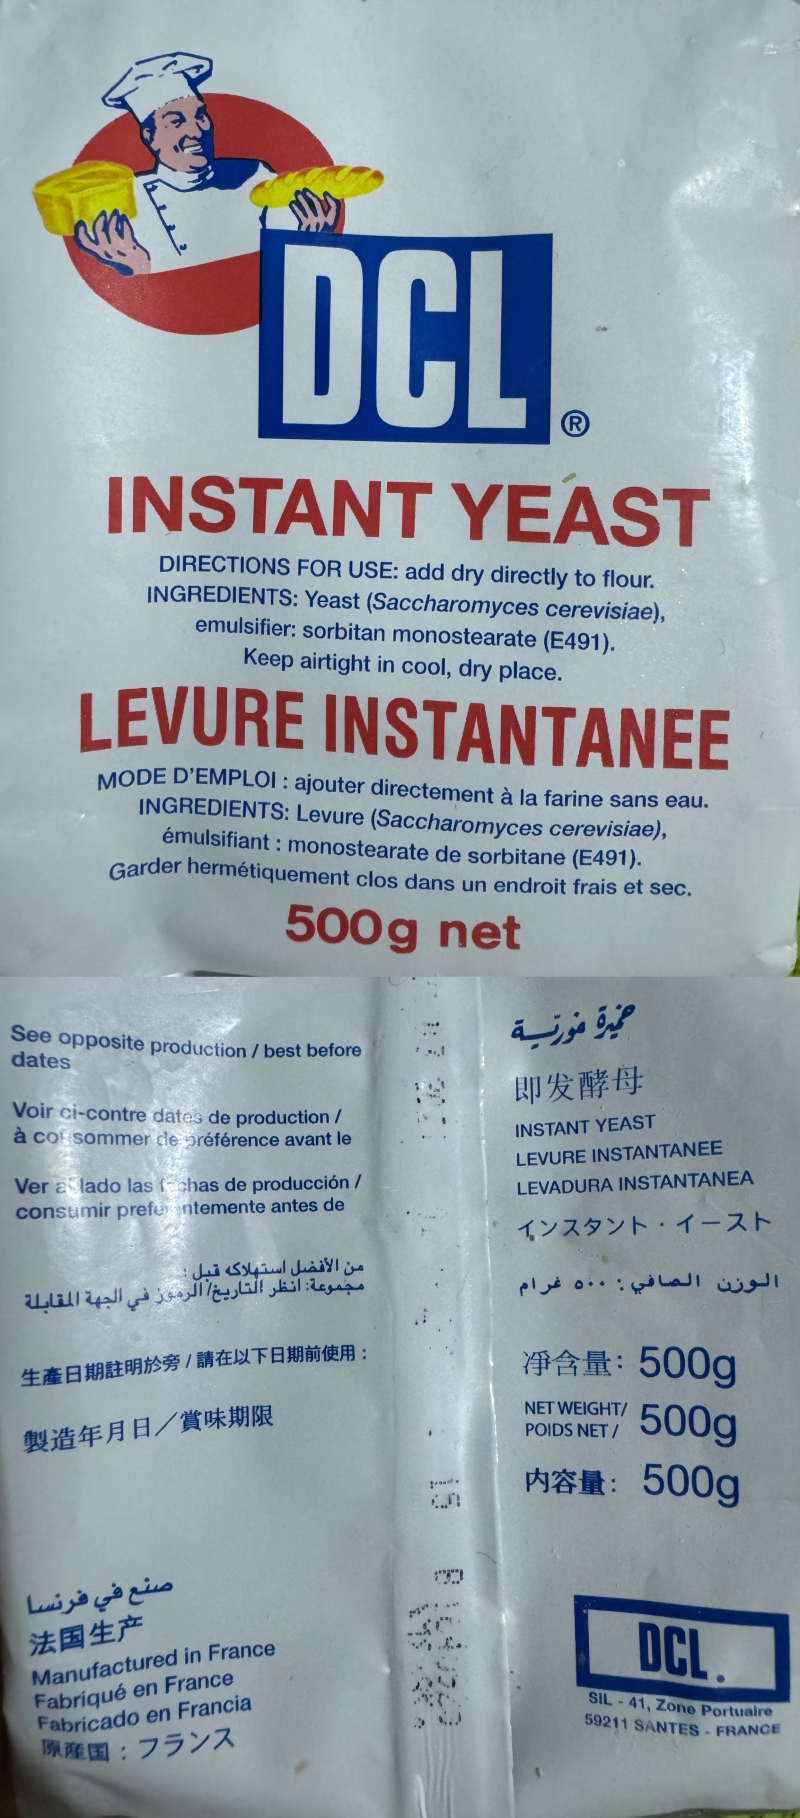 DCL®
INSTANT YEAST
DIRECTIONS FOR USE: add dry directly to flour.
INGREDIENTS: Yeast (Saccharomyces cerevisiae),
emulsifier: sorbitan monostearate (E491).
Keep airtight in cool, dry place.
LEVURE INSTANTANEE
MODE D'EMPLOI : ajouter directement à la farine sans eau.
INGREDIENTS: Levure (Saccharomyces cerevisiae),
émulsifiant : monostearate de sorbitane (E491).
Garder hermétiquement clos dans un endroit frais et sec.
500g net
See opposite production / best before
dates
Voir ci-contre dates de production /
à consommer de préférence avant le
Ver al lado las fechas de producción /
consumir preferentemente antes de
من الأفضل استهلاكه قبل :
مجموعة: انظر التاريخ/ الرموز في الجهة المقابلة
生產日期註明於旁 / 請在以下日期前使用 :
製造年月日／賞味期限
صنع في فرنسا
法国生产
Manufactured in France
Fabriqué en France
Fabricado en Francia
原産国 : フランス
خميرة فورية
即发酵母
INSTANT YEAST
LEVURE INSTANTANEE
LEVADURA INSTANTANEA
インスタント・イースト
الوزن الصافي : ٥٠٠ غرام
凈含量: 500g
NET WEIGHT/
POIDS NET / 500g
内容量: 500g
DCL.
SIL - 41, Zone Portuaire
59211 SANTES - FRANCE